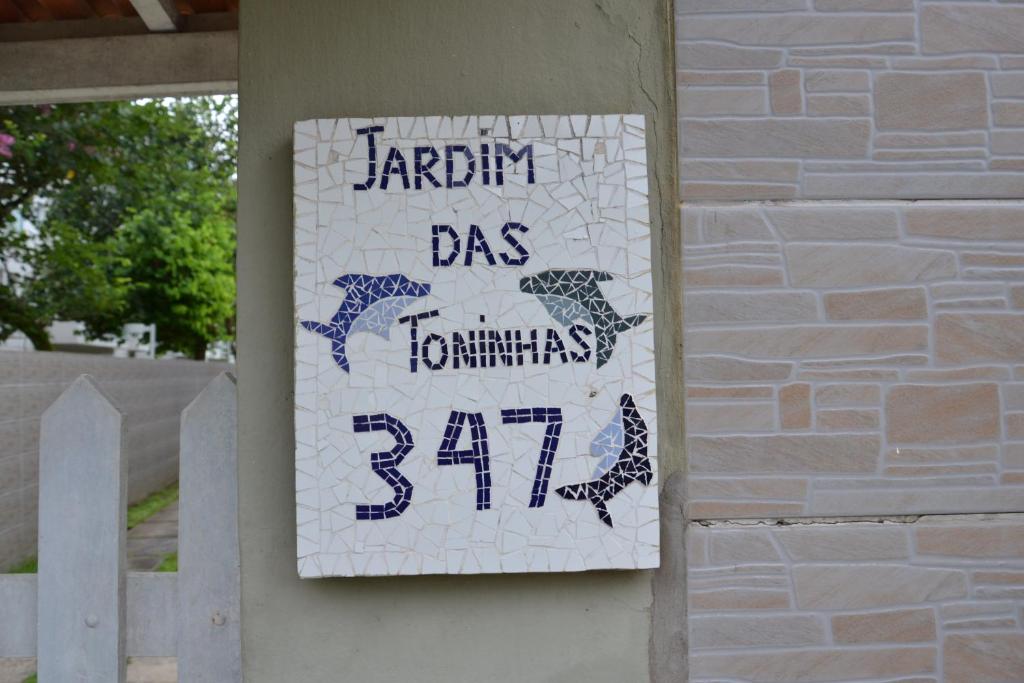 JARDiM
DAS
TONiNHAS
347